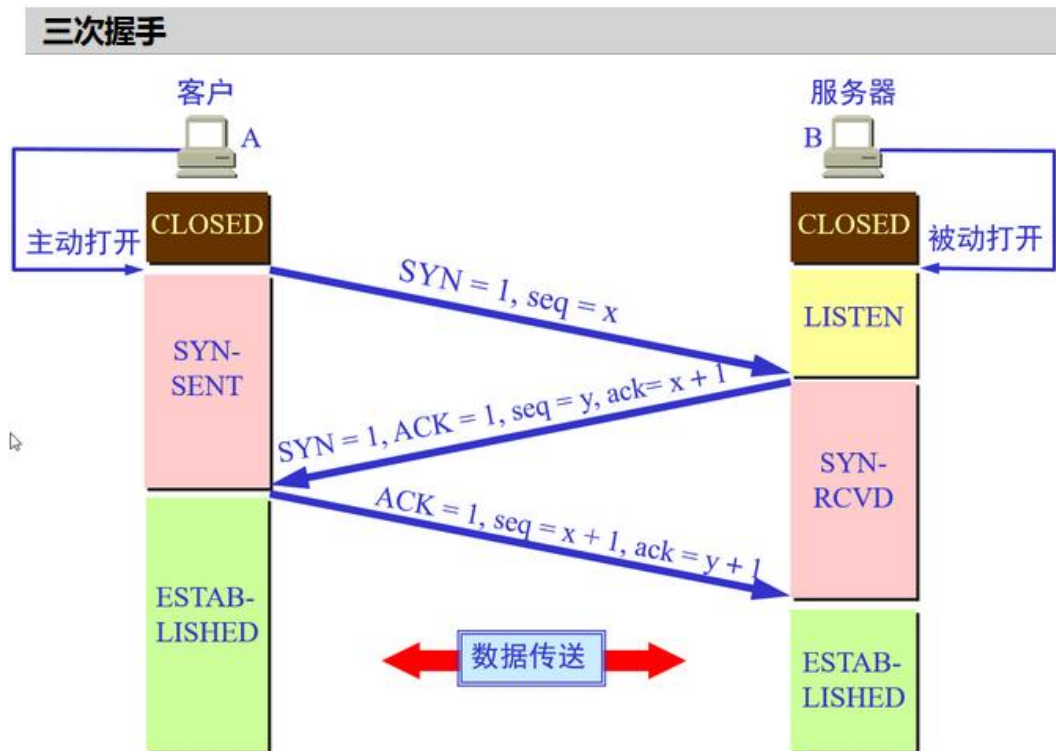 三次握手
客户
服务器
A
B
CLOSED
CLOSED
主动打开
被动打开
SYN = 1, seq = x
LISTEN
SYN-
SENT
SYN = 1, ACK = 1, seq = y, ack= x + 1
SYN-
RCVD
ACK = 1, seq = x + 1, ack = y + 1
ESTAB-
LISHED
数据传送
ESTAB-
LISHED